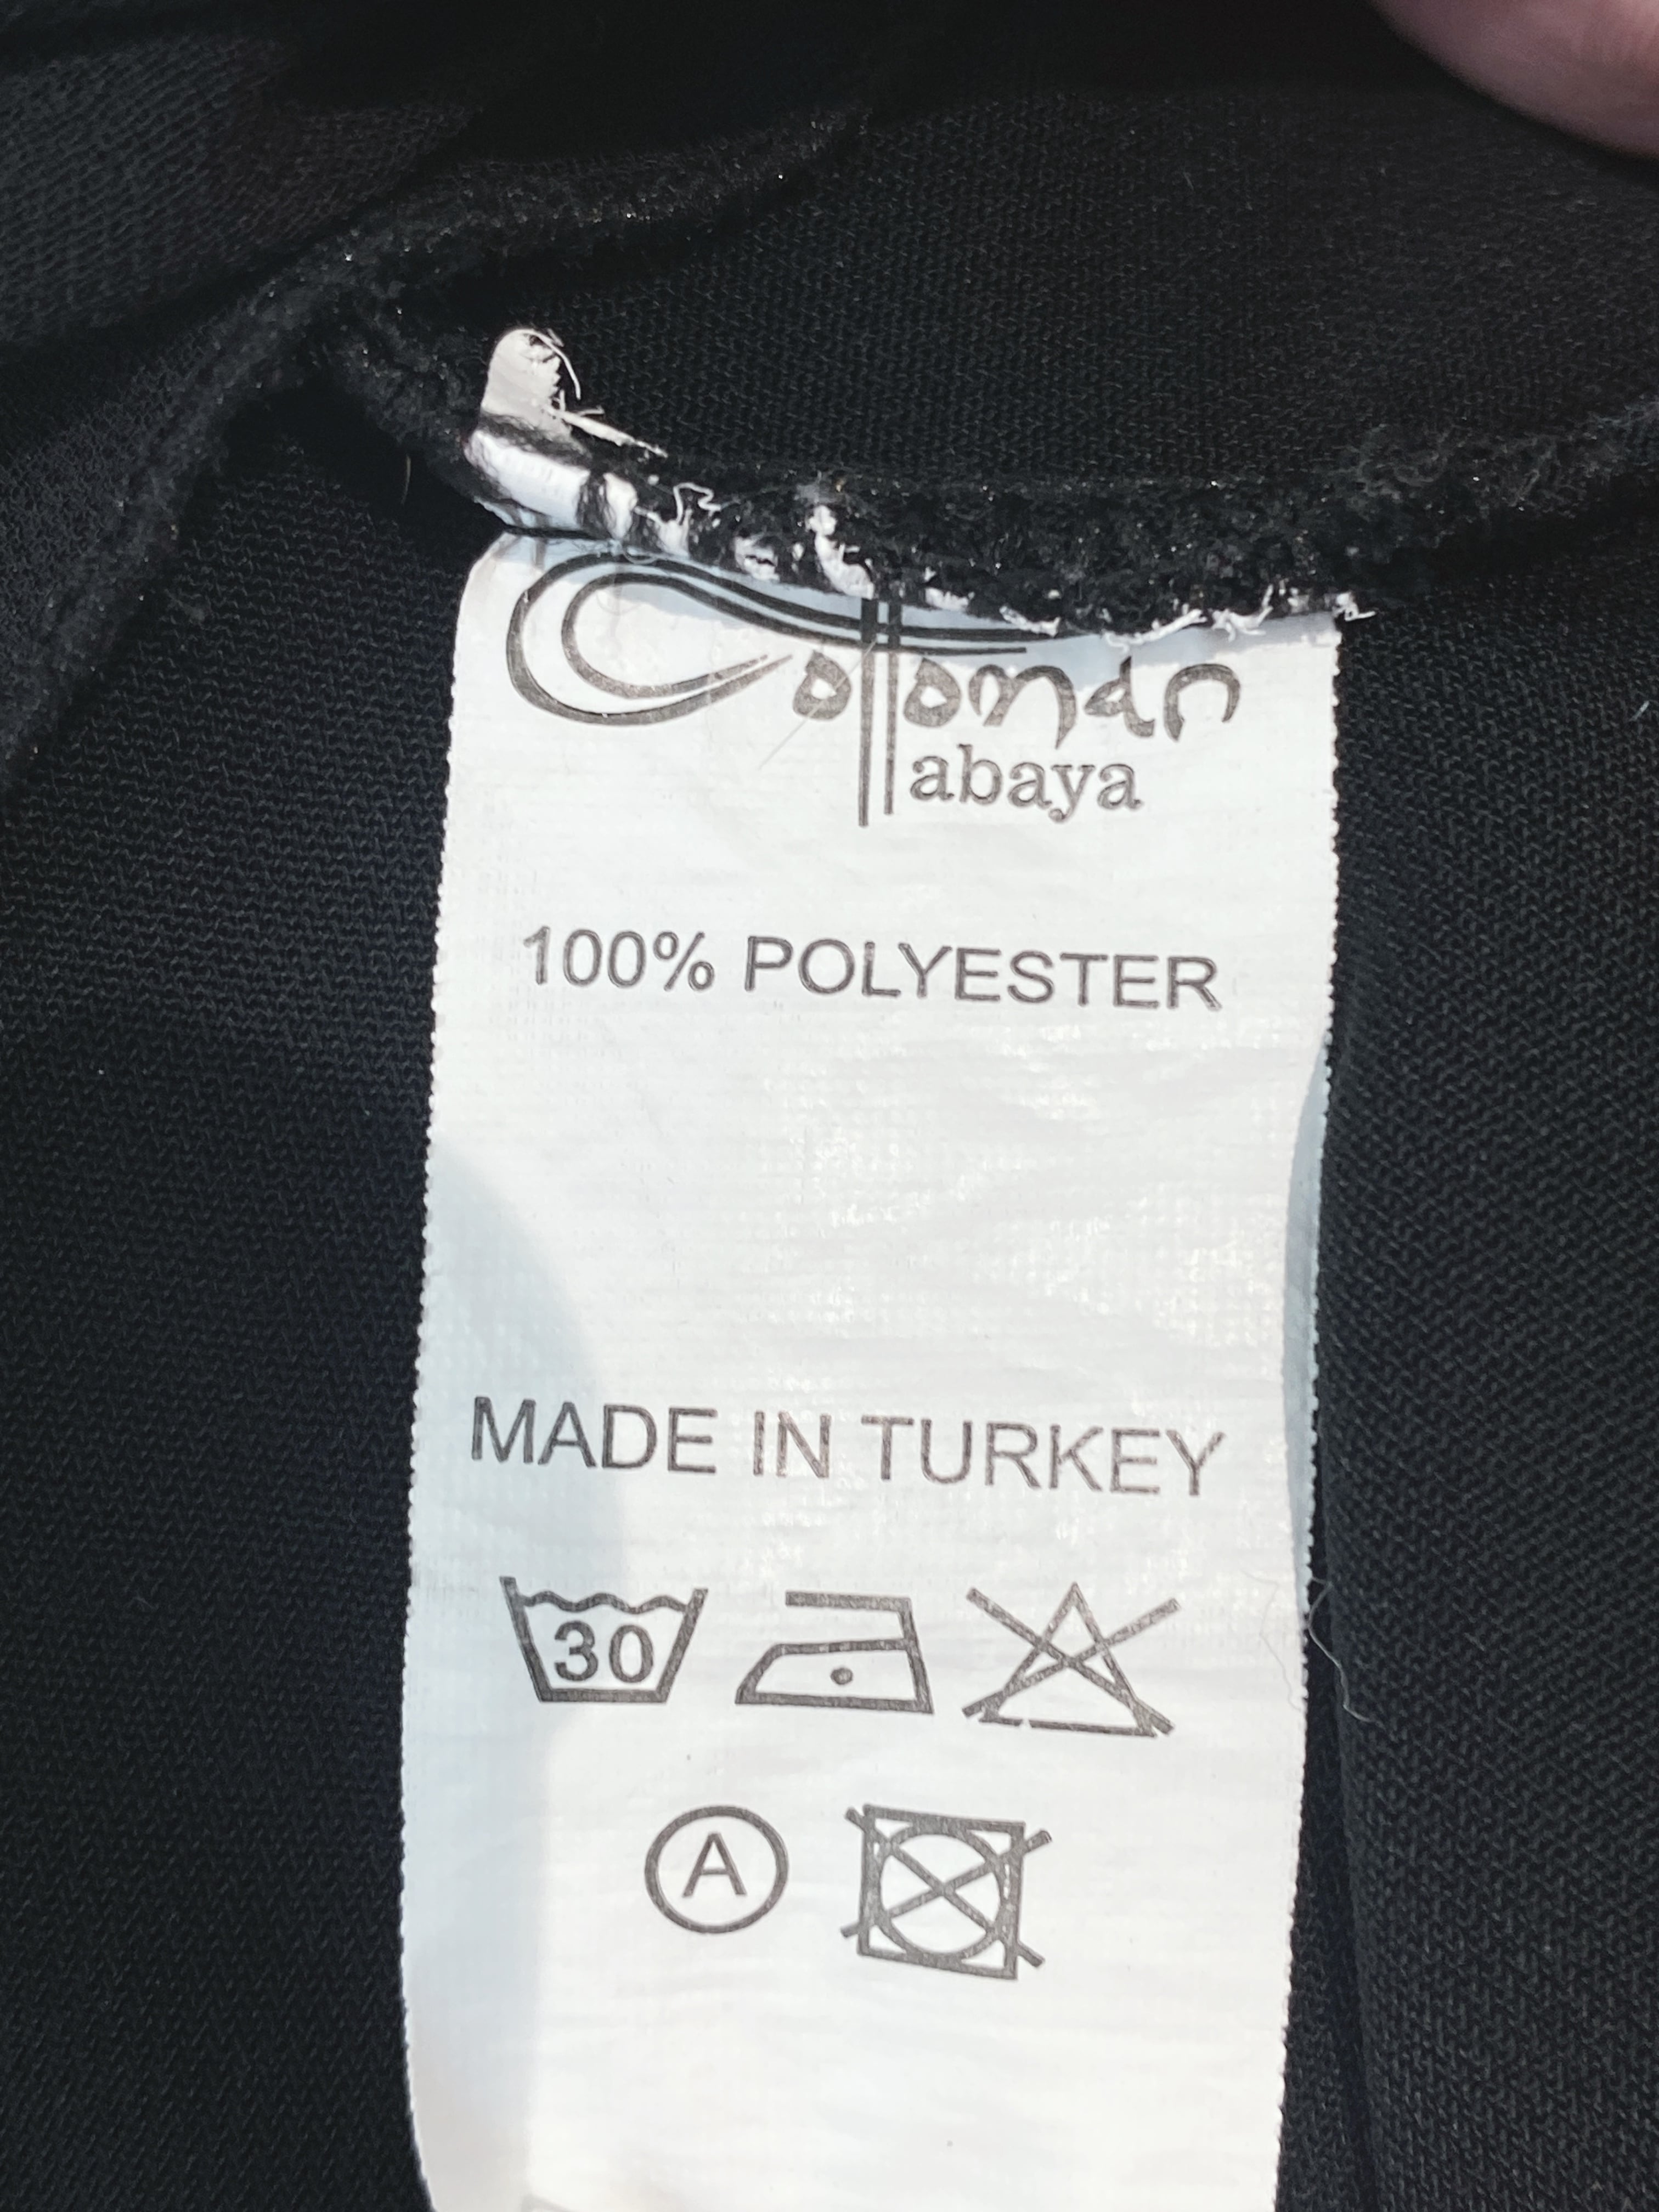 Ottoman
abaya
100% POLYESTER
MADE IN TURKEY
30
A